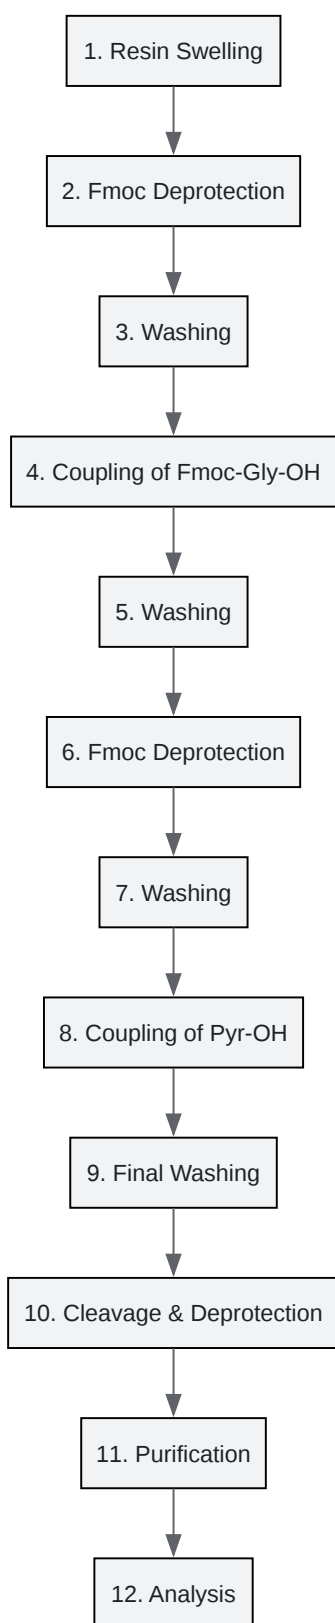 1. Resin Swelling
2. Fmoc Deprotection
3. Washing
4. Coupling of Fmoc-Gly-OH
5. Washing
6. Fmoc Deprotection
7. Washing
8. Coupling of Pyr-OH
9. Final Washing
10. Cleavage & Deprotection
11. Purification
12. Analysis